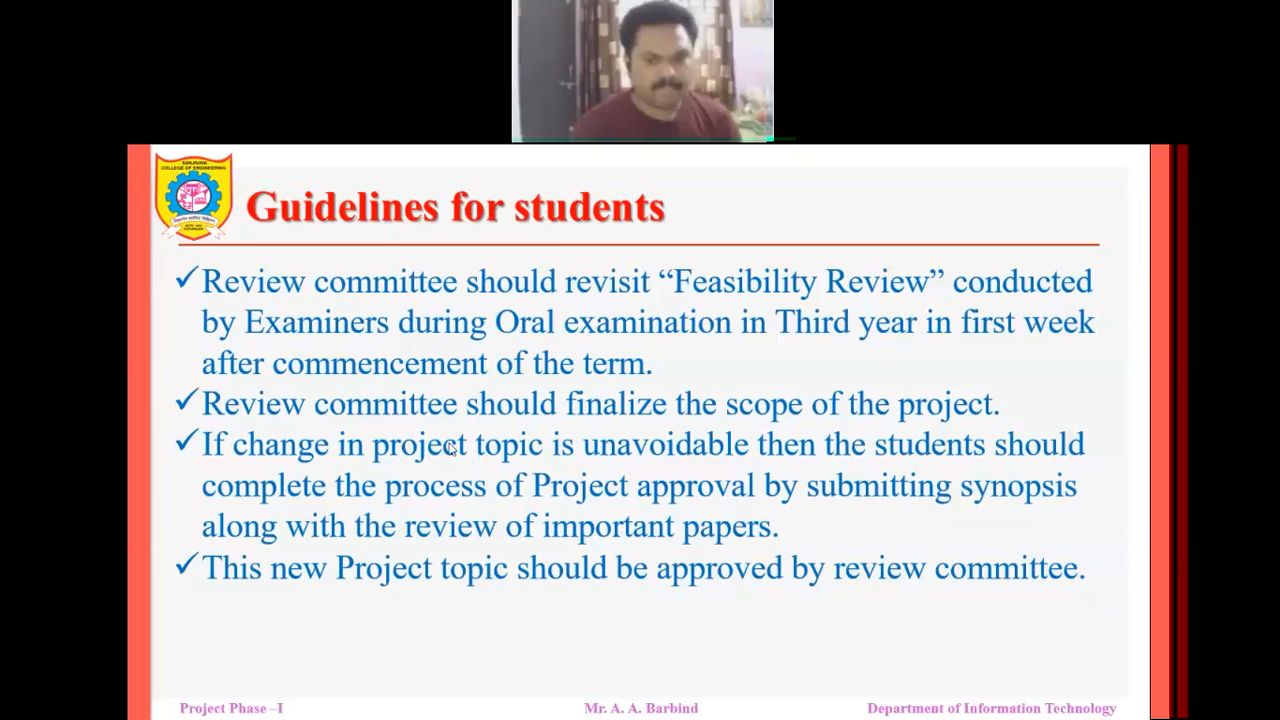 SANJIVANI
COLLEGE OF ENGINEERING
Guidelines for students
✓Review committee should revisit “Feasibility Review” conducted
by Examiners during Oral examination in Third year in first week
after commencement of the term.
✓Review committee should finalize the scope of the project.
✓If change in project topic is unavoidable then the students should
complete the process of Project approval by submitting synopsis
along with the review of important papers.
✓This new Project topic should be approved by review committee.
Project Phase –I
Mr. A. A. Barbind
Department of Information Technology